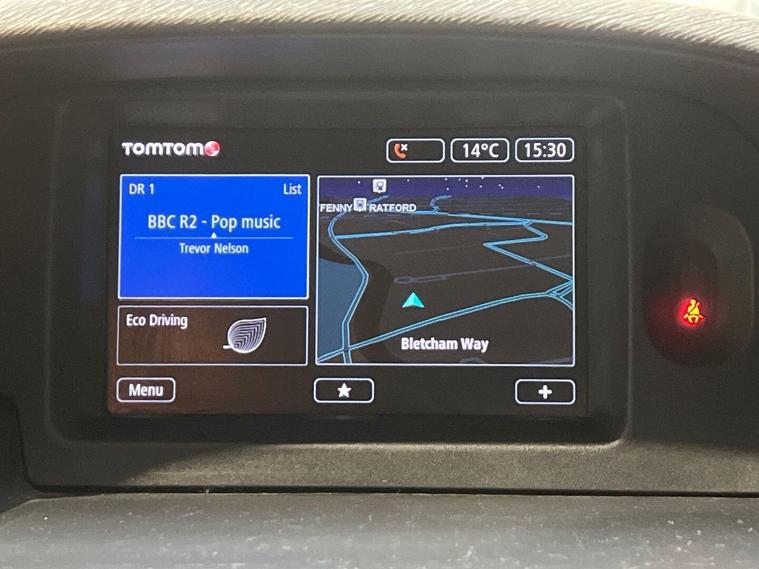 TOMTOM
14°C
15:30
DR 1
List
BBC R2 - Pop music
Trevor Nelson
FENNY RATFORD
Eco Driving
Bletcham Way
Menu